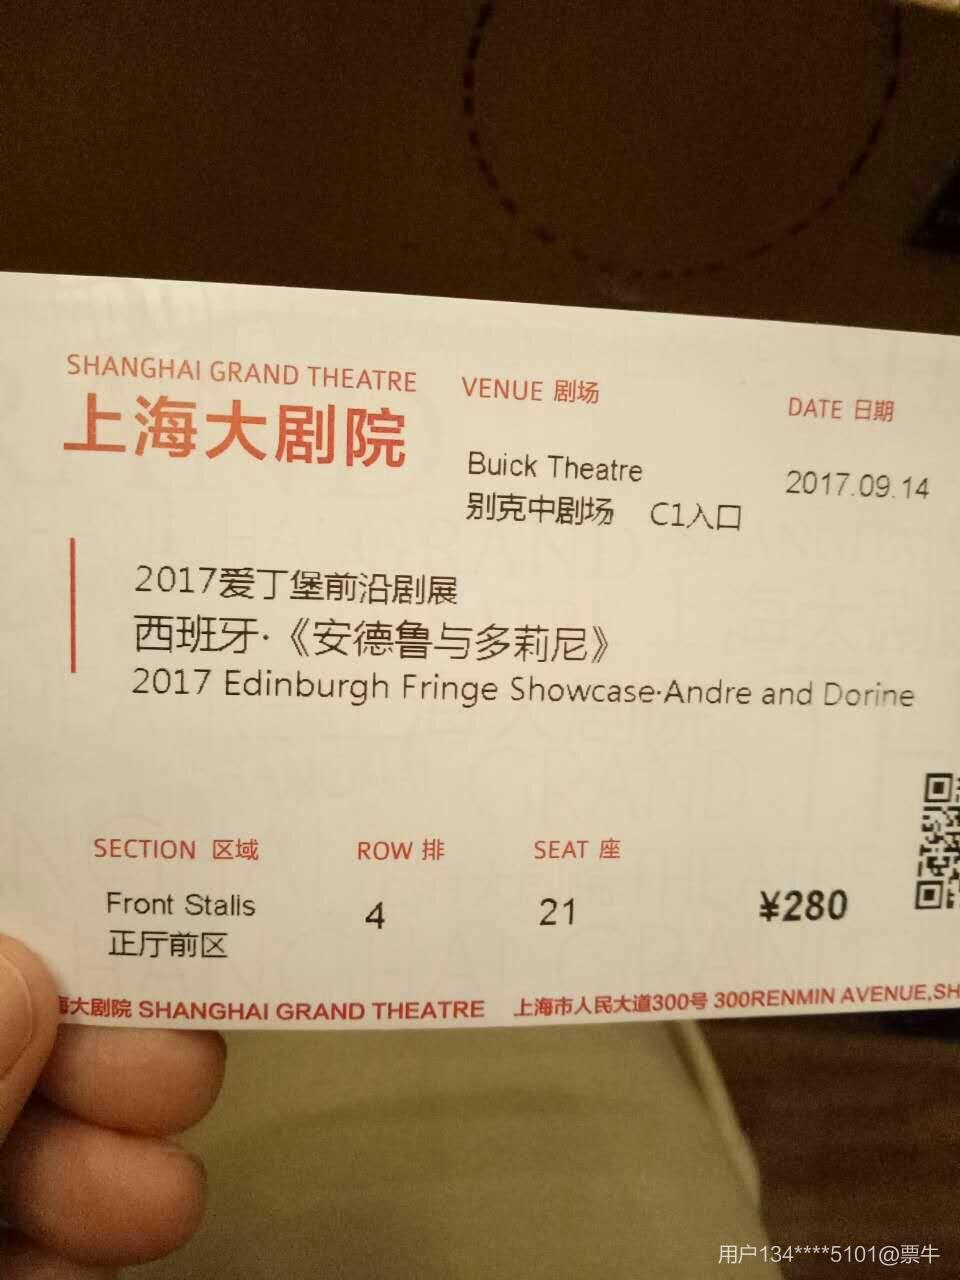 SHANGHAI GRAND THEATRE
上海大剧院
VENUE 剧场
DATE 日期
Buick Theatre
别克中剧场 C1入口
2017.09.14
2017爱丁堡前沿剧展
西班牙·《安德鲁与多莉尼》
2017 Edinburgh Fringe Showcase·Andre and Dorine
SECTION 区域
ROW 排
SEAT 座
Front Stalls
正厅前区
4
21
¥280
海大剧院 SHANGHAI GRAND THEATRE 上海市人民大道300号 300RENMIN AVENUE,SH
用户134****5101@票牛